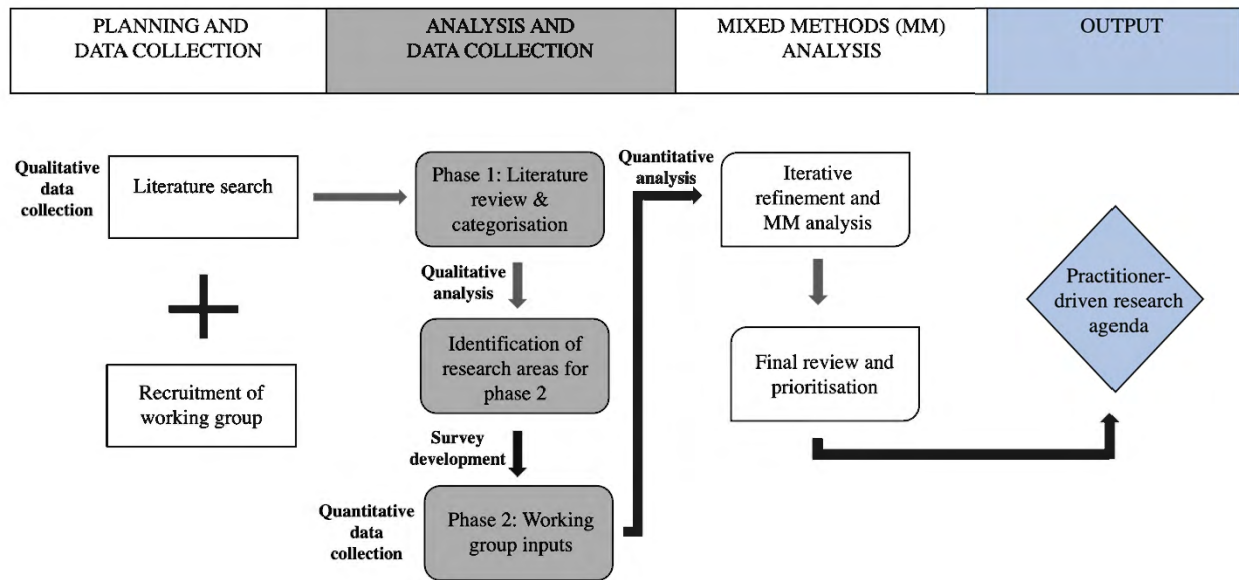 PLANNING AND
DATA COLLECTION
ANALYSIS AND
DATA COLLECTION
MIXED METHODS (MM)
ANALYSIS
OUTPUT
Qualitative
data
collection
Literature search
Recruitment of
working group
Phase 1: Literature
review &
categorisation
Qualitative
analysis
Identification of
research areas for
phase 2
Survey
development
Quantitative
data
collection
Phase 2: Working
group inputs
Quantitative
analysis
Iterative
refinement and
MM analysis
Final review and
prioritisation
Practitioner-
driven research
agenda